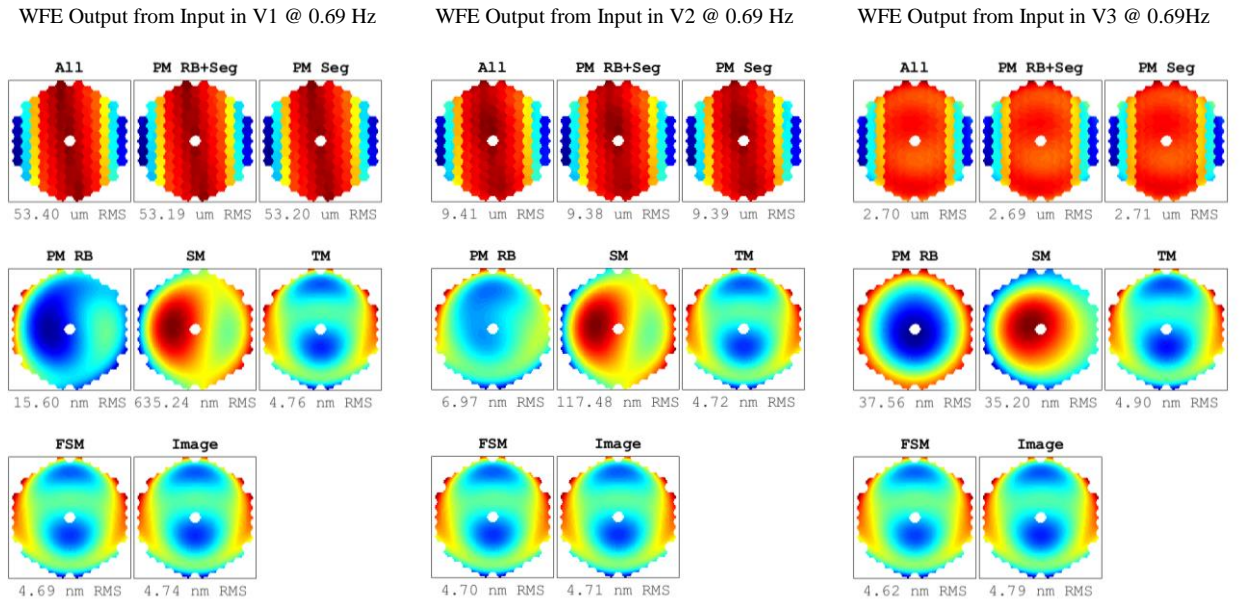 WFE Output from Input in V1 @ 0.69 Hz
WFE Output from Input in V2 @ 0.69 Hz
WFE Output from Input in V3 @ 0.69Hz
All PM RB+Seg PM Seg
53.40 um RMS 53.19 um RMS 53.20 um RMS
PM RB SM TM
15.60 nm RMS 635.24 nm RMS 4.76 nm RMS
FSM Image
4.69 nm RMS 4.74 nm RMS
All PM RB+Seg PM Seg
9.41 um RMS 9.38 um RMS 9.39 um RMS
PM RB SM TM
6.97 nm RMS 117.48 nm RMS 4.72 nm RMS
FSM Image
4.70 nm RMS 4.71 nm RMS
All PM RB+Seg PM Seg
2.70 um RMS 2.69 um RMS 2.71 um RMS
PM RB SM TM
37.56 nm RMS 35.20 nm RMS 4.90 nm RMS
FSM Image
4.62 nm RMS 4.79 nm RMS